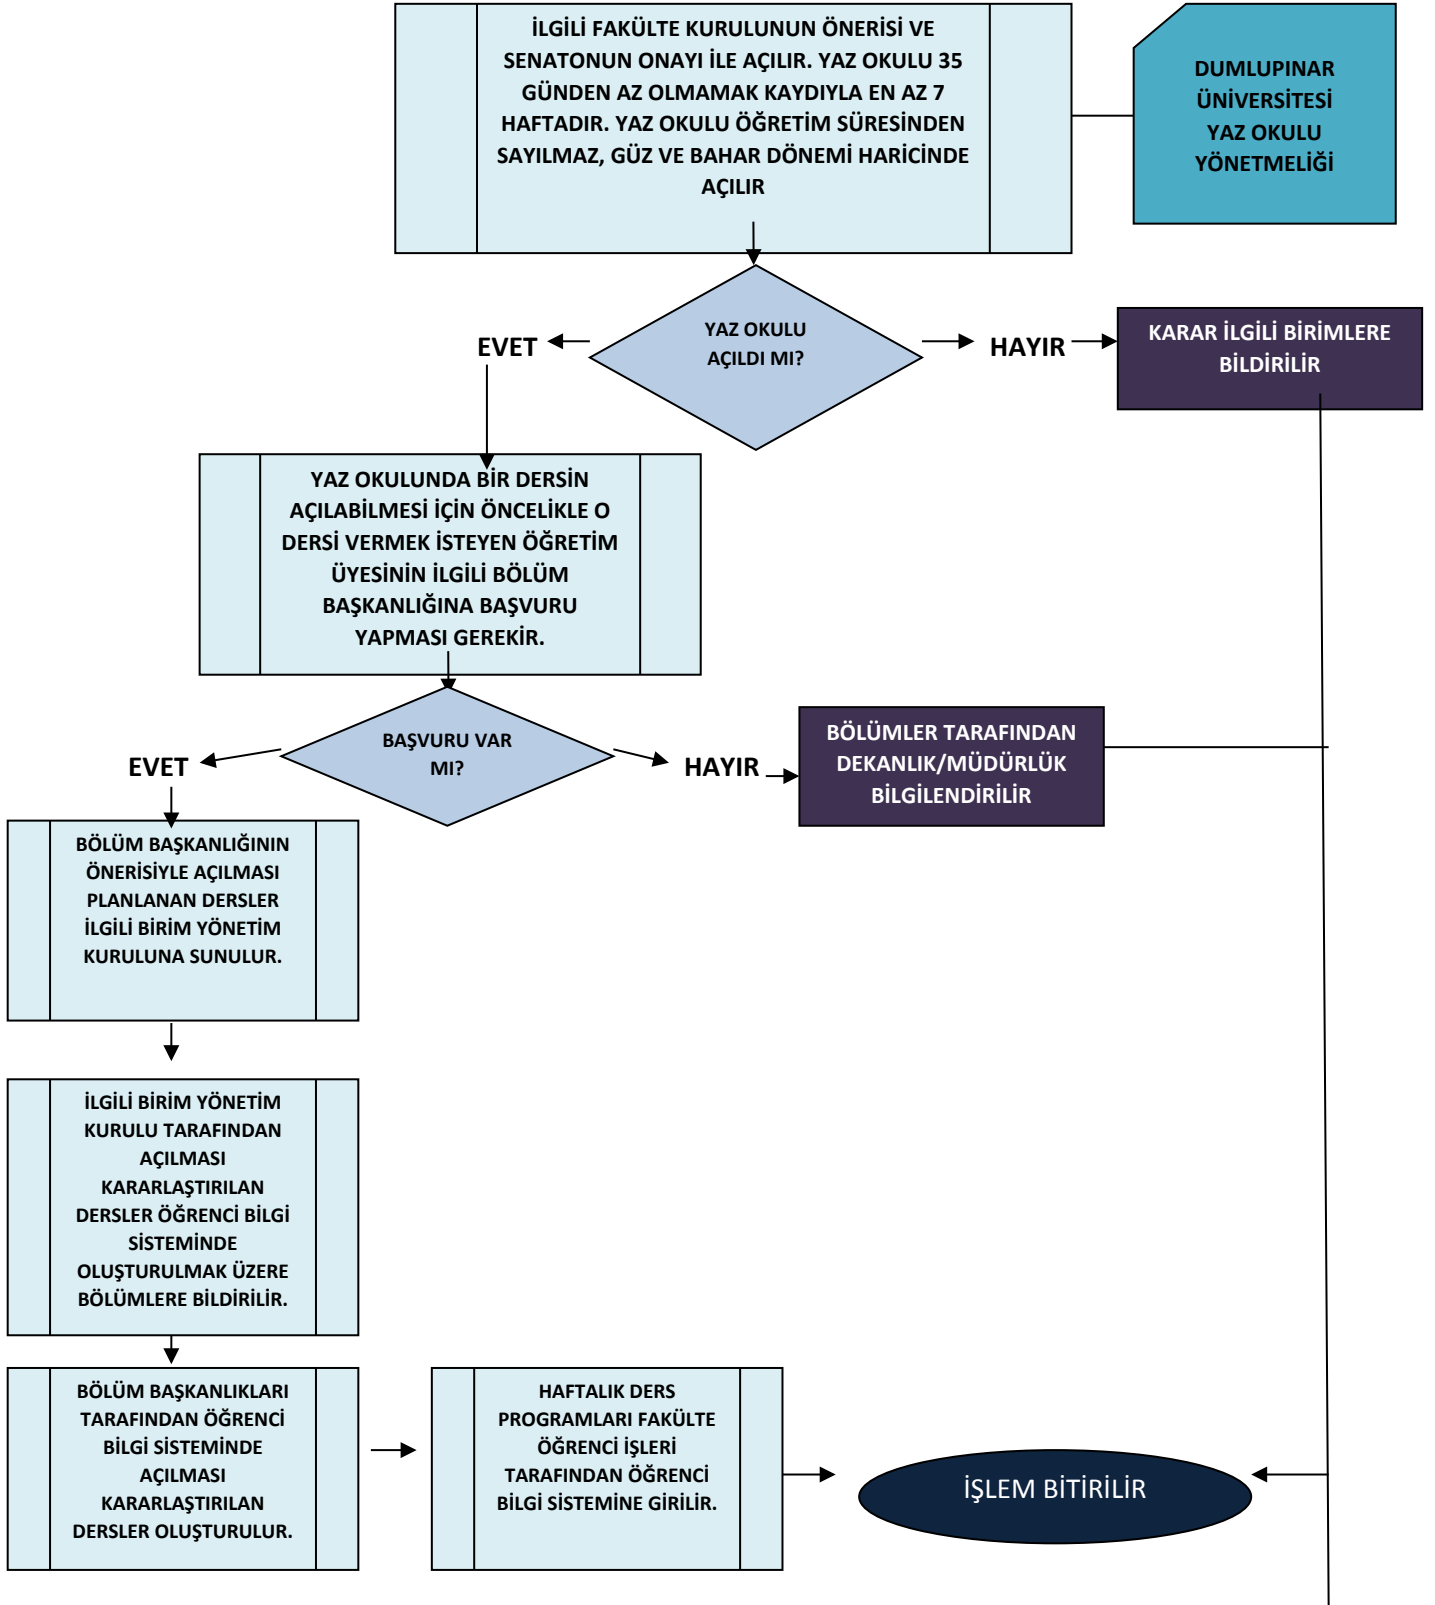 İLGİLİ FAKÜLTE KURULUNUN ÖNERİSİ VE
SENATONUN ONAYI İLE AÇILIR. YAZ OKULU 35
GÜNDEN AZ OLMAMAK KAYDIYLA EN AZ 7
HAFTADIR. YAZ OKULU ÖĞRETİM SÜRESİNDEN
SAYILMAZ, GÜZ VE BAHAR DÖNEMİ HARİCİNDE
AÇILIR
DUMLUPINAR
ÜNİVERSİTESİ
YAZ OKULU
YÖNETMELİĞİ
YAZ OKULU
AÇILDI MI?
EVET
HAYIR
KARAR İLGİLİ BİRİMLERE
BİLDİRİLİR
YAZ OKULUNDA BİR DERSİN
AÇILABİLMESİ İÇİN ÖNCELİKLE O
DERSİ VERMEK İSTEYEN ÖĞRETİM
ÜYESİNİN İLGİLİ BÖLÜM
BAŞKANLIĞINA BAŞVURU
YAPMASI GEREKİR.
BAŞVURU VAR
MI?
EVET
HAYIR
BÖLÜMLER TARAFINDAN
DEKANLIK/MÜDÜRLÜK
BİLGİLENDİRİLİR
BÖLÜM BAŞKANLIĞININ
ÖNERİSİYLE AÇILMASI
PLANLANAN DERSLER
İLGİLİ BİRİM YÖNETİM
KURULUNA SUNULUR.
İLGİLİ BİRİM YÖNETİM
KURULU TARAFINDAN
AÇILMASI
KARARLAŞTIRILAN
DERSLER ÖĞRENCİ BİLGİ
SİSTEMİNDE
OLUŞTURULMAK ÜZERE
BÖLÜMLERE BİLDİRİLİR.
BÖLÜM BAŞKANLIKLARI
TARAFINDAN ÖĞRENCİ
BİLGİ SİSTEMİNDE
AÇILMASI
KARARLAŞTIRILAN
DERSLER OLUŞTURULUR.
HAFTALIK DERS
PROGRAMLARI FAKÜLTE
ÖĞRENCİ İŞLERİ
TARAFINDAN ÖĞRENCİ
BİLGİ SİSTEMİNE GİRİLİR.
İŞLEM BİTİRİLİR